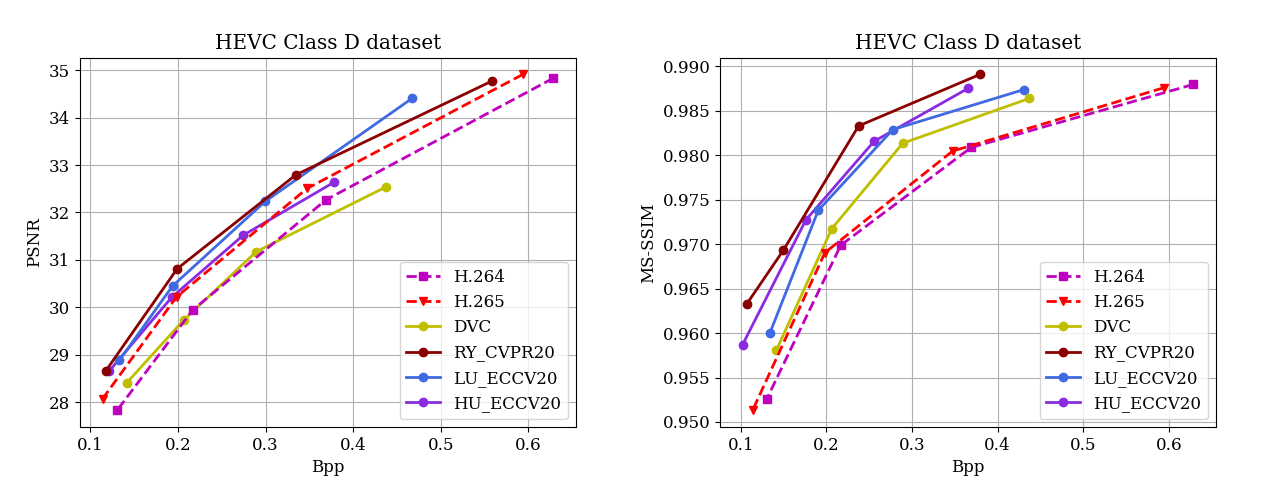 HEVC Class D dataset
PSNR
35
34
33
32
31
30
29
28
0.1 0.2 0.3 0.4 0.5 0.6
Bpp
H.264
H.265
DVC
RY_CVPR20
LU_ECCV20
HU_ECCV20
HEVC Class D dataset
MS-SSIM
0.990
0.985
0.980
0.975
0.970
0.965
0.960
0.955
0.950
0.1 0.2 0.3 0.4 0.5 0.6
Bpp
H.264
H.265
DVC
RY_CVPR20
LU_ECCV20
HU_ECCV20